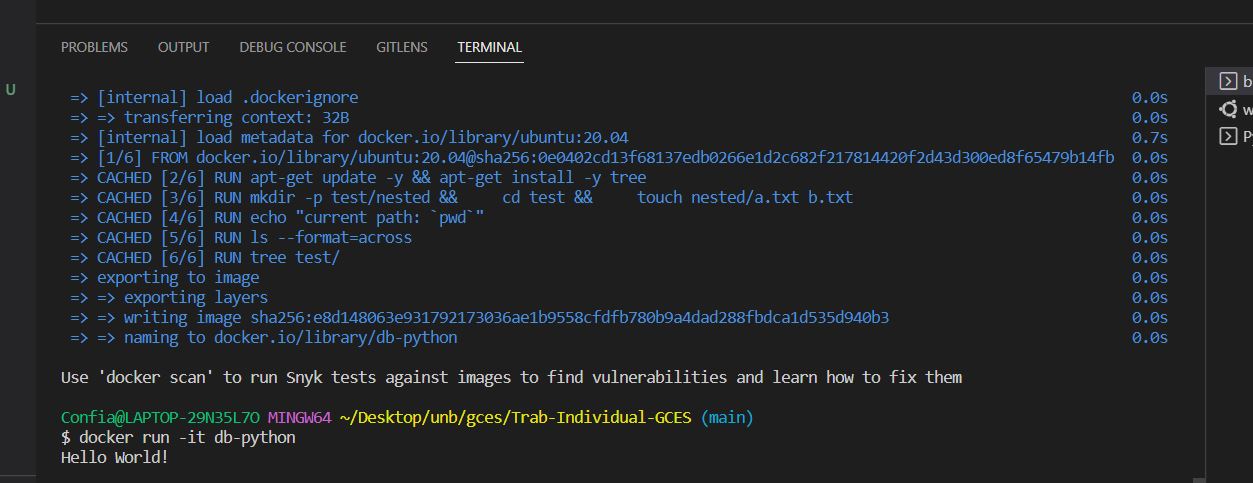 PROBLEMS OUTPUT DEBUG CONSOLE GITLENS TERMINAL
U
=> [internal] load .dockerignore 0.0s
=> => transferring context: 32B 0.0s
=> [internal] load metadata for docker.io/library/ubuntu:20.04 0.7s
=> [1/6] FROM docker.io/library/ubuntu:20.04@sha256:0e0402cd13f68137edb0266e1d2c682f217814420f2d43d300ed8f65479b14fb 0.0s
=> CACHED [2/6] RUN apt-get update -y && apt-get install -y tree 0.0s
=> CACHED [3/6] RUN mkdir -p test/nested &&     cd test &&     touch nested/a.txt b.txt 0.0s
=> CACHED [4/6] RUN echo "current path: `pwd`" 0.0s
=> CACHED [5/6] RUN ls --format=across 0.0s
=> CACHED [6/6] RUN tree test/ 0.0s
=> exporting to image 0.0s
=> => exporting layers 0.0s
=> => writing image sha256:e8d148063e931792173036ae1b9558cfdfb780b9a4dad288fbdca1d535d940b3 0.0s
=> => naming to docker.io/library/db-python 0.0s
Use 'docker scan' to run Snyk tests against images to find vulnerabilities and learn how to fix them
Confia@LAPTOP-29N35L7O MINGW64 ~/Desktop/unb/gces/Trab-Individual-GCES (main)
$ docker run -it db-python
Hello World!